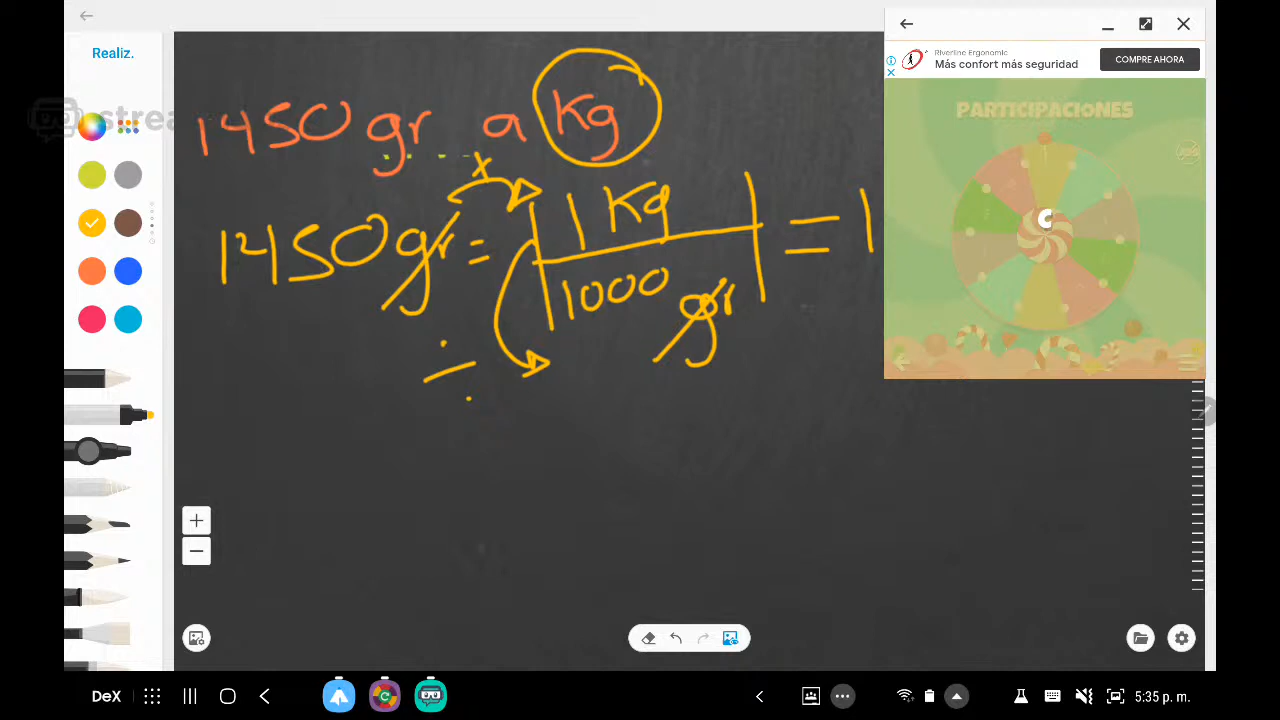 Realiz.
strea
1450 gr a Kg
x
1450 gr = 1 Kg = 1
1000 gr
÷
Riverline Ergonomic
Más confort más seguridad
COMPRE AHORA
PARTICIPACIONES
C
DeX
5:35 p. m.